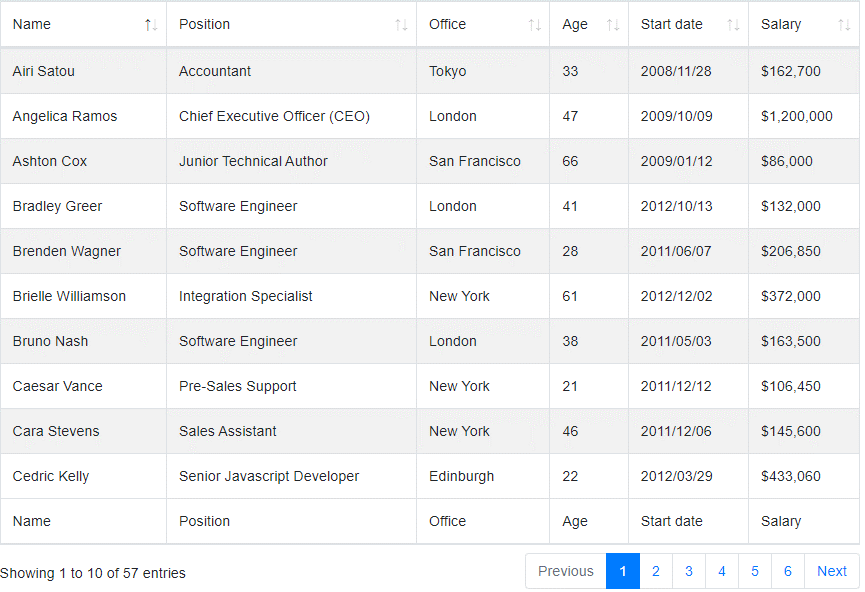 Name Position Office Age Start date Salary
Airi Satou Accountant Tokyo 33 2008/11/28 $162,700
Angelica Ramos Chief Executive Officer (CEO) London 47 2009/10/09 $1,200,000
Ashton Cox Junior Technical Author San Francisco 66 2009/01/12 $86,000
Bradley Greer Software Engineer London 41 2012/10/13 $132,000
Brenden Wagner Software Engineer San Francisco 28 2011/06/07 $206,850
Brielle Williamson Integration Specialist New York 61 2012/12/02 $372,000
Bruno Nash Software Engineer London 38 2011/05/03 $163,500
Caesar Vance Pre-Sales Support New York 21 2011/12/12 $106,450
Cara Stevens Sales Assistant New York 46 2011/12/06 $145,600
Cedric Kelly Senior Javascript Developer Edinburgh 22 2012/03/29 $433,060
Name Position Office Age Start date Salary
Showing 1 to 10 of 57 entries Previous 1 2 3 4 5 6 Next